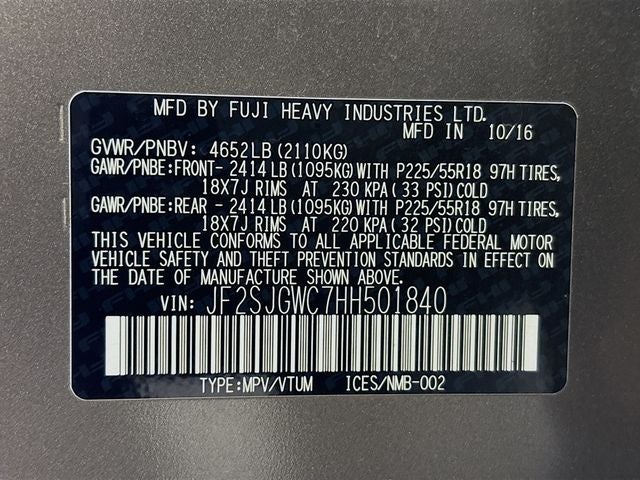 MFD BY FUJI HEAVY INDUSTRIES LTD.
MFD IN 10/16
GVWR/PNBV: 4652LB (2110KG)
GAWR/PNBE:FRONT- 2414LB (1095KG) WITH P225/55R18 97H TIRES,
18X7J RIMS AT 230 KPA ( 33 PSI) COLD
GAWR/PNBE:REAR - 2414LB (1095KG) WITH P225/55R18 97H TIRES,
18X7J RIMS AT 220 KPA ( 32 PSI) COLD
THIS VEHICLE CONFORMS TO ALL APPLICABLE FEDERAL MOTOR
VEHICLE SAFETY AND THEFT PREVENTION STANDARDS IN EFFECT ON
THE DATE OF MANUFACTURE SHOWN ABOVE.
VIN: JF2SJGWC7HH501840
TYPE:MPV/VTUM ICES/NMB-002